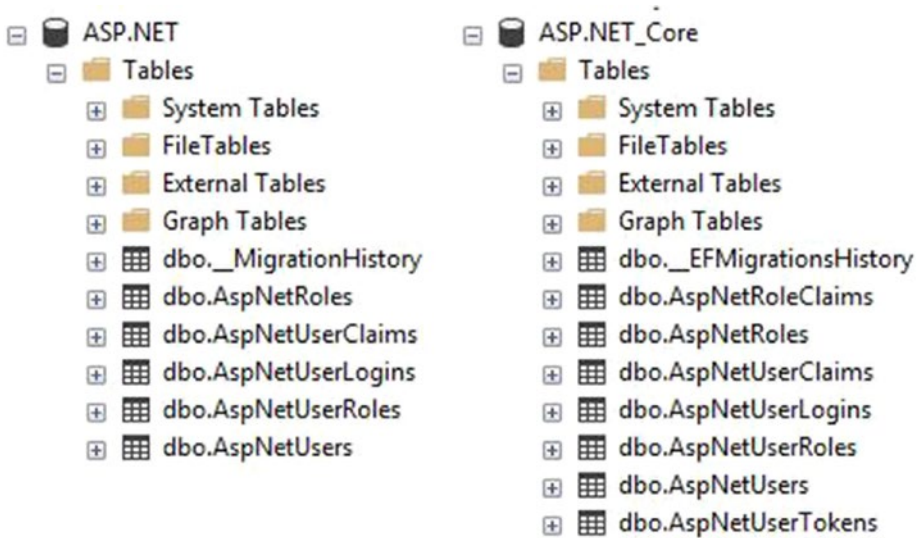 ASP.NET
Tables
System Tables
FileTables
External Tables
Graph Tables
dbo.__MigrationHistory
dbo.AspNetRoles
dbo.AspNetUserClaims
dbo.AspNetUserLogins
dbo.AspNetUserRoles
dbo.AspNetUsers
ASP.NET_Core
Tables
System Tables
FileTables
External Tables
Graph Tables
dbo.__EFMigrationsHistory
dbo.AspNetRoleClaims
dbo.AspNetRoles
dbo.AspNetUserClaims
dbo.AspNetUserLogins
dbo.AspNetUserRoles
dbo.AspNetUsers
dbo.AspNetUserTokens